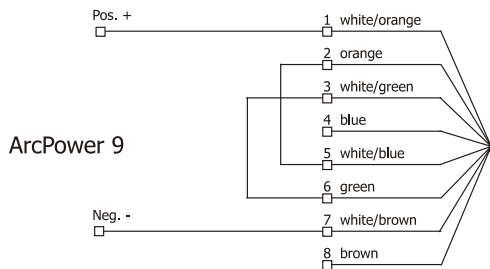 Pos. +
1 white/orange
2 orange
3 white/green
4 blue
ArcPower 9
5 white/blue
6 green
Neg. -
7 white/brown
8 brown